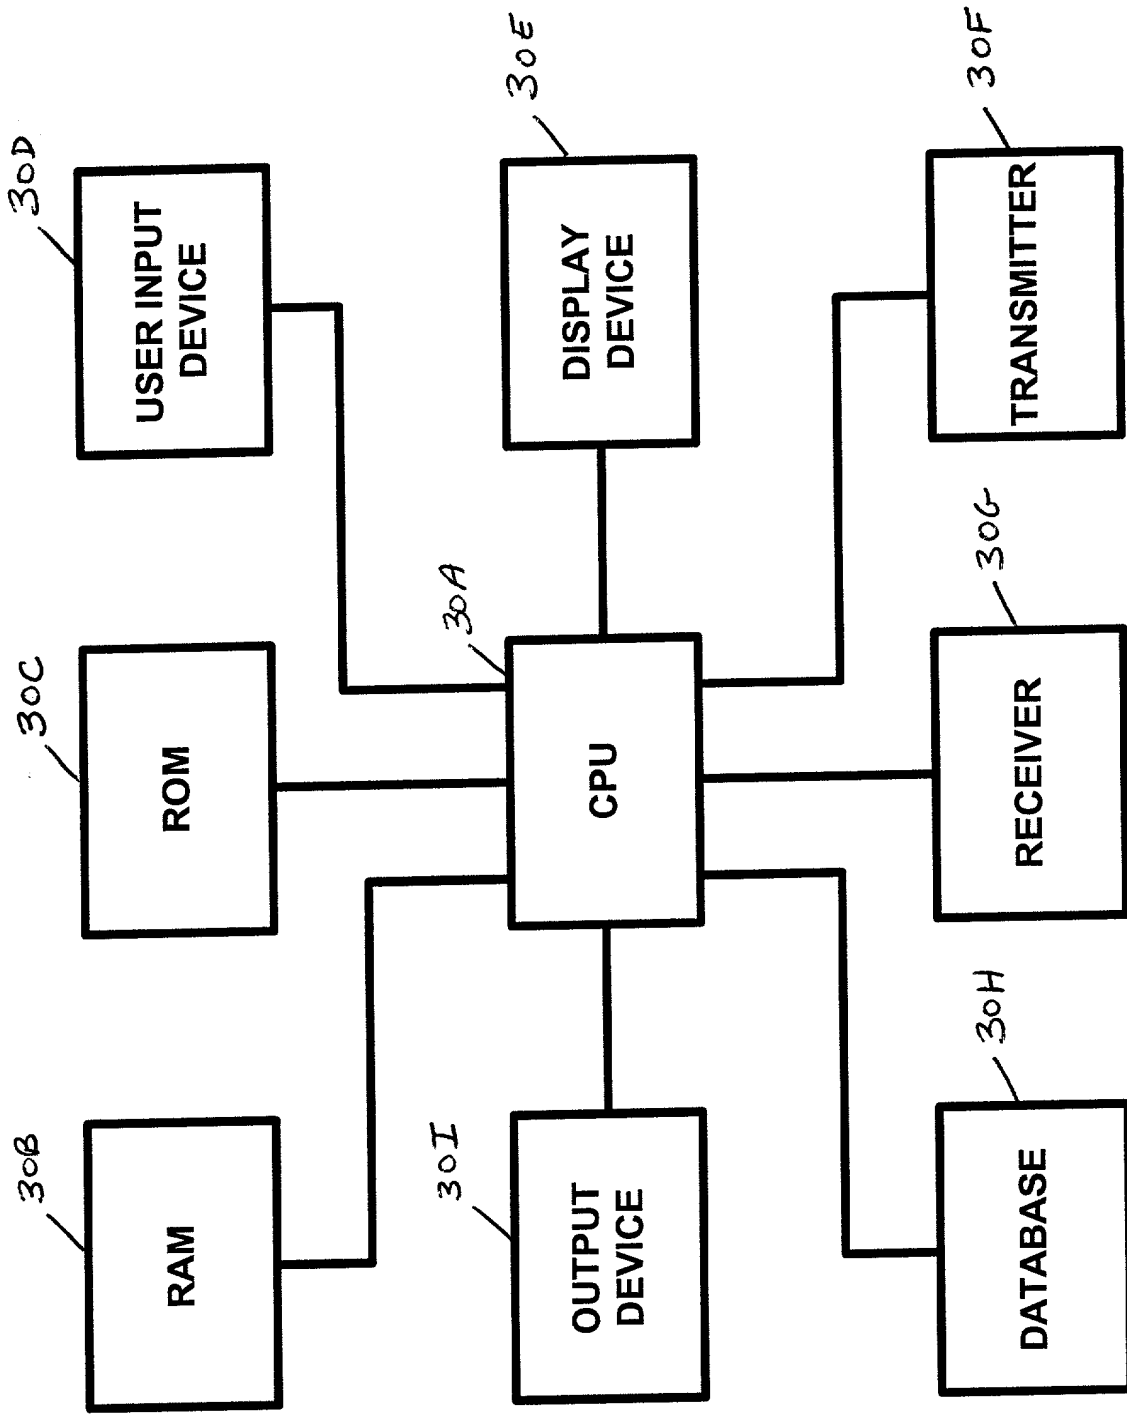 30B
RAM
30C
ROM
30D
USER INPUT
DEVICE
30I
OUTPUT
DEVICE
30A
CPU
30E
DISPLAY
DEVICE
30H
DATABASE
30G
RECEIVER
30F
TRANSMITTER